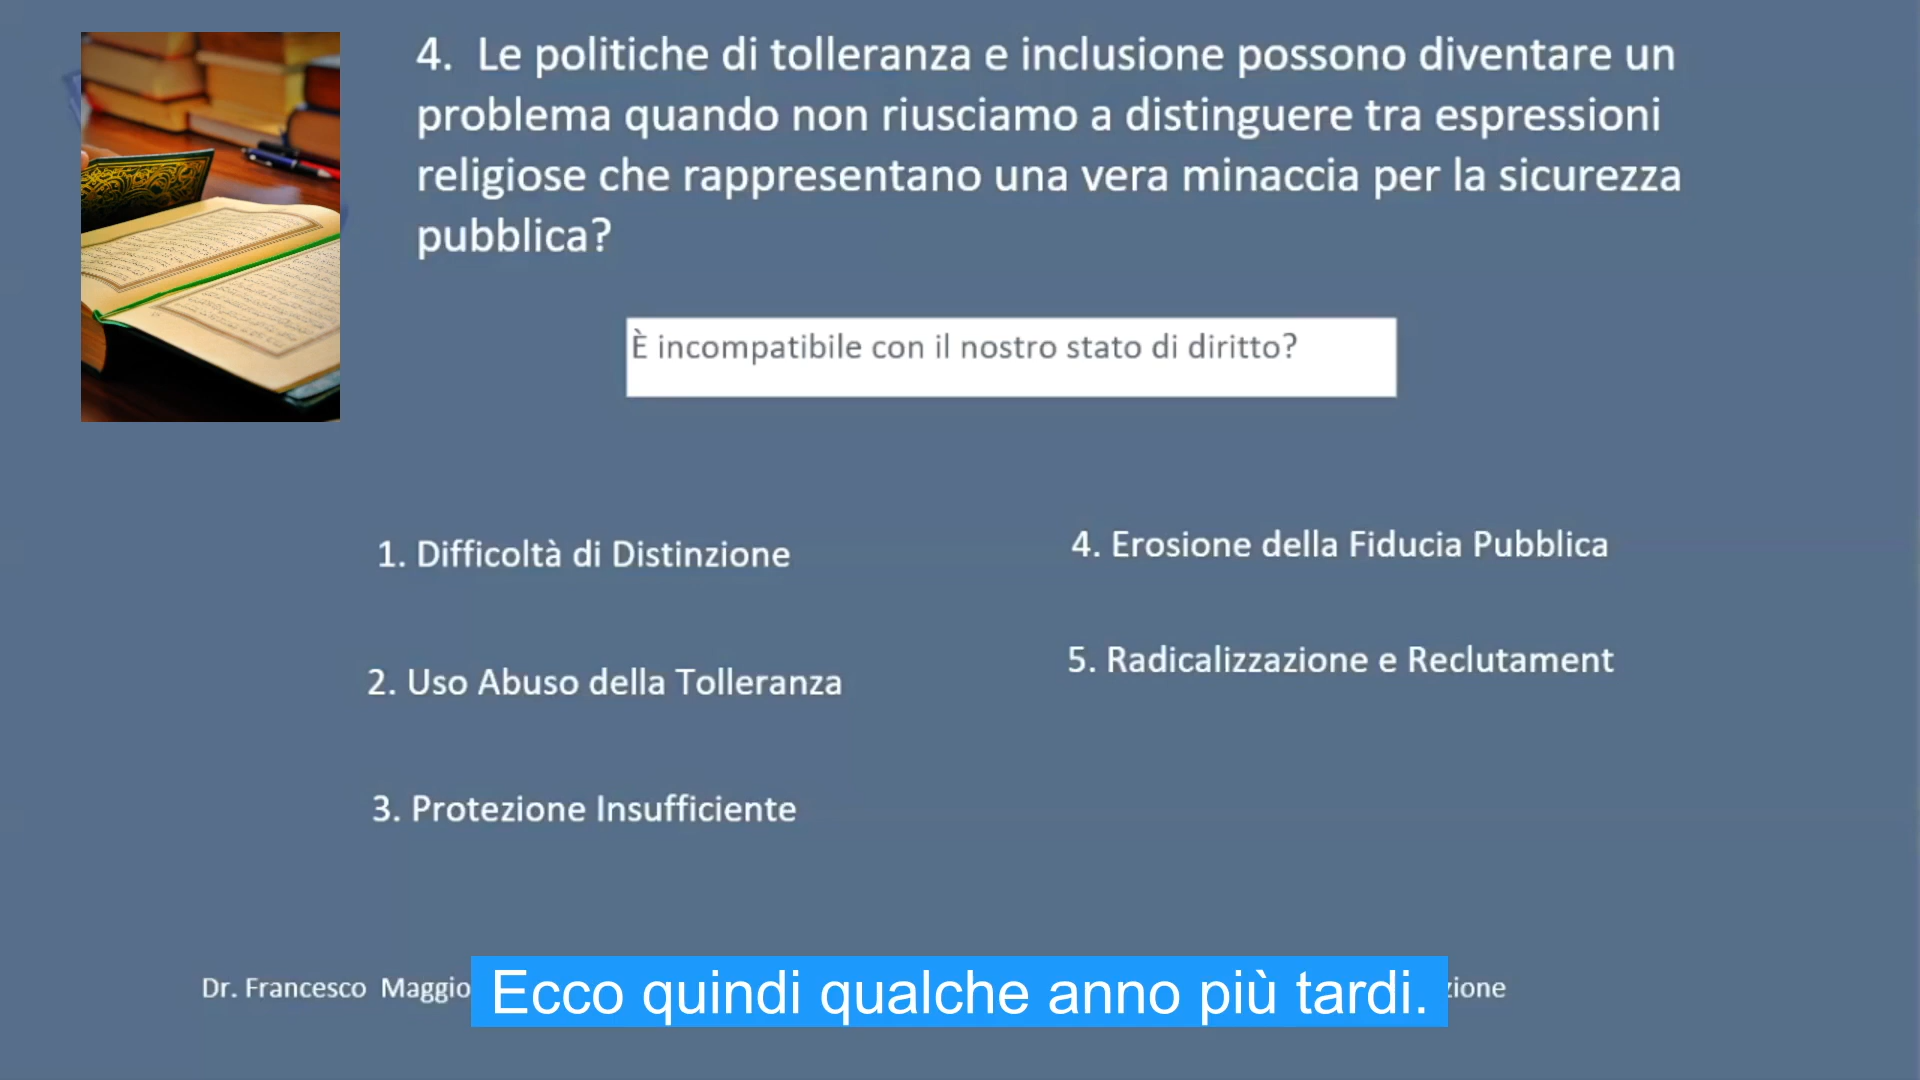 4. Le politiche di tolleranza e inclusione possono diventare un
problema quando non riusciamo a distinguere tra espressioni
religiose che rappresentano una vera minaccia per la sicurezza
pubblica?
È incompatibile con il nostro stato di diritto?
1. Difficoltà di Distinzione
2. Uso Abuso della Tolleranza
3. Protezione Insufficiente
4. Erosione della Fiducia Pubblica
5. Radicalizzazione e Reclutament
Dr. Francesco Maggio
Ecco quindi qualche anno più tardi.